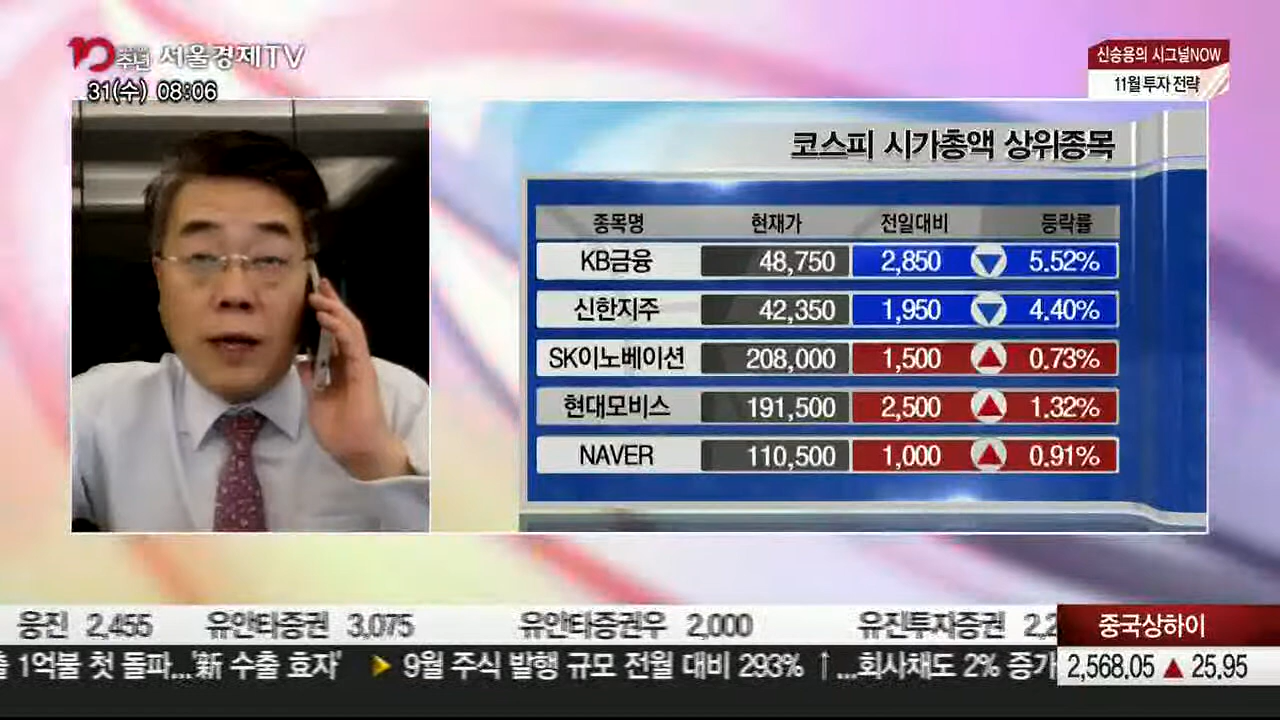 10주년 서울경제TV
31(수) 08:06
신승용의 시그널NOW
11월 투자 전략
코스피 시가총액 상위종목
종목명 현재가 전일대비 등락률
KB금융 48,750 2,850 ▼ 5.52%
신한지주 42,350 1,950 ▼ 4.40%
SK이노베이션 208,000 1,500 ▲ 0.73%
현대모비스 191,500 2,500 ▲ 1.32%
NAVER 110,500 1,000 ▲ 0.91%
웅진 2,455 유안타증권 3,075 유안타증권우 2,000 유진투자증권
중국상하이
1억불 첫 돌파...'新 수출 효자' ▶ 9월 주식 발행 규모 전월 대비 293% ↑...회사채도 2% 증가
2,568.05 ▲ 25.95